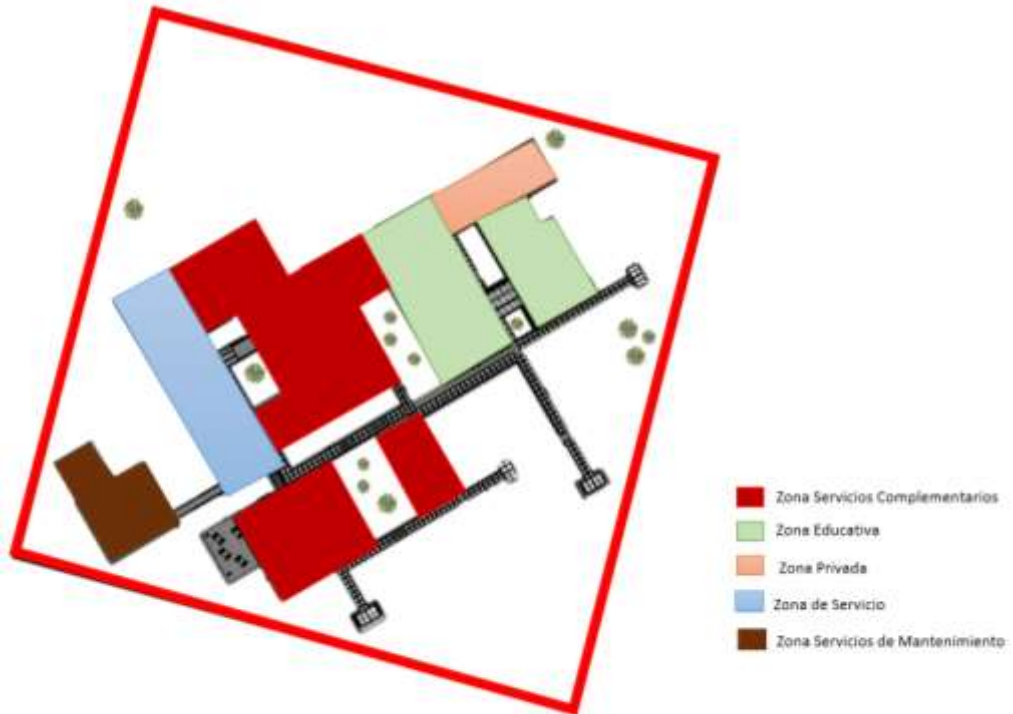 Zona Servicios Complementarios
Zona Educativa
Zona Privada
Zona de Servicio
Zona Servicios de Mantenimiento